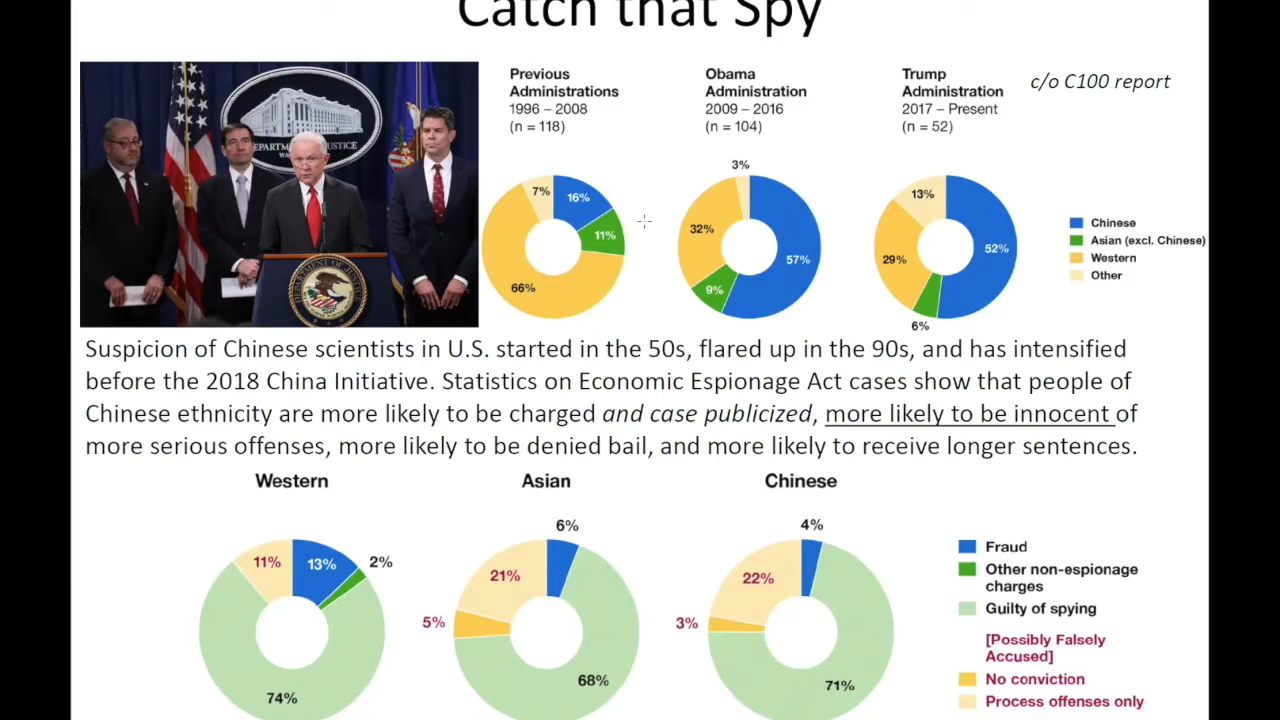 Catch that Spy
Previous
Administrations
1996 – 2008
(n = 118)
Obama
Administration
2009 – 2016
(n = 104)
Trump
Administration
2017 – Present
(n = 52)
c/o C100 report
7%
16%
11%
66%
3%
32%
57%
9%
13%
52%
29%
6%
Chinese
Asian (excl. Chinese)
Western
Other
Suspicion of Chinese scientists in U.S. started in the 50s, flared up in the 90s, and has intensified
before the 2018 China Initiative. Statistics on Economic Espionage Act cases show that people of
Chinese ethnicity are more likely to be charged and case publicized, more likely to be innocent of
more serious offenses, more likely to be denied bail, and more likely to receive longer sentences.
Western
11%
13%
2%
74%
Asian
6%
21%
5%
68%
Chinese
4%
22%
3%
71%
Fraud
Other non-espionage
charges
Guilty of spying
[Possibly Falsely
Accused]
No conviction
Process offenses only